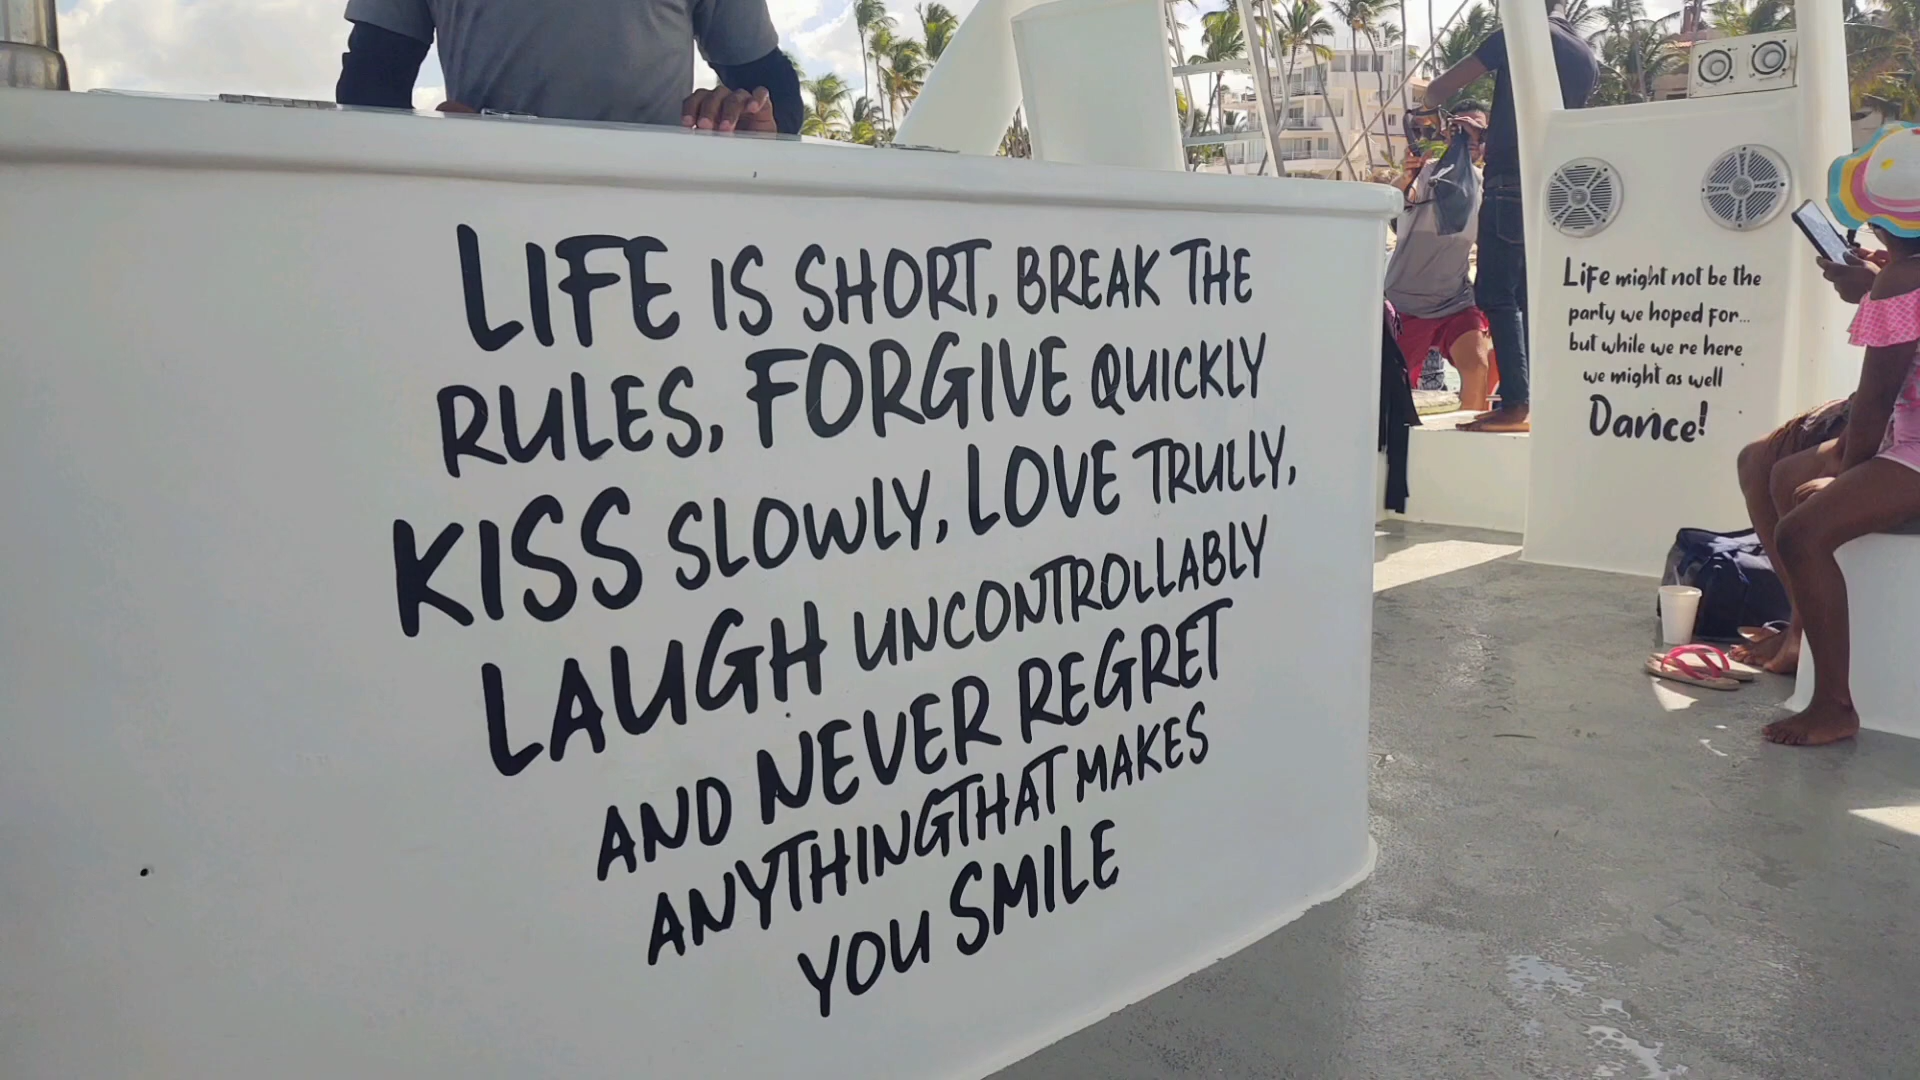 LIFE IS SHORT, BREAK THE
RULES, FORGIVE QUICKLY
KISS SLOWLY, LOVE TRULLY,
LAUGH UNCONTROLLABLY
AND NEVER REGRET
ANYTHINGTHAT MAKES
YOU SMILE
Life might not be the
party we hoped for...
but while we re here
we might as well
Dance!